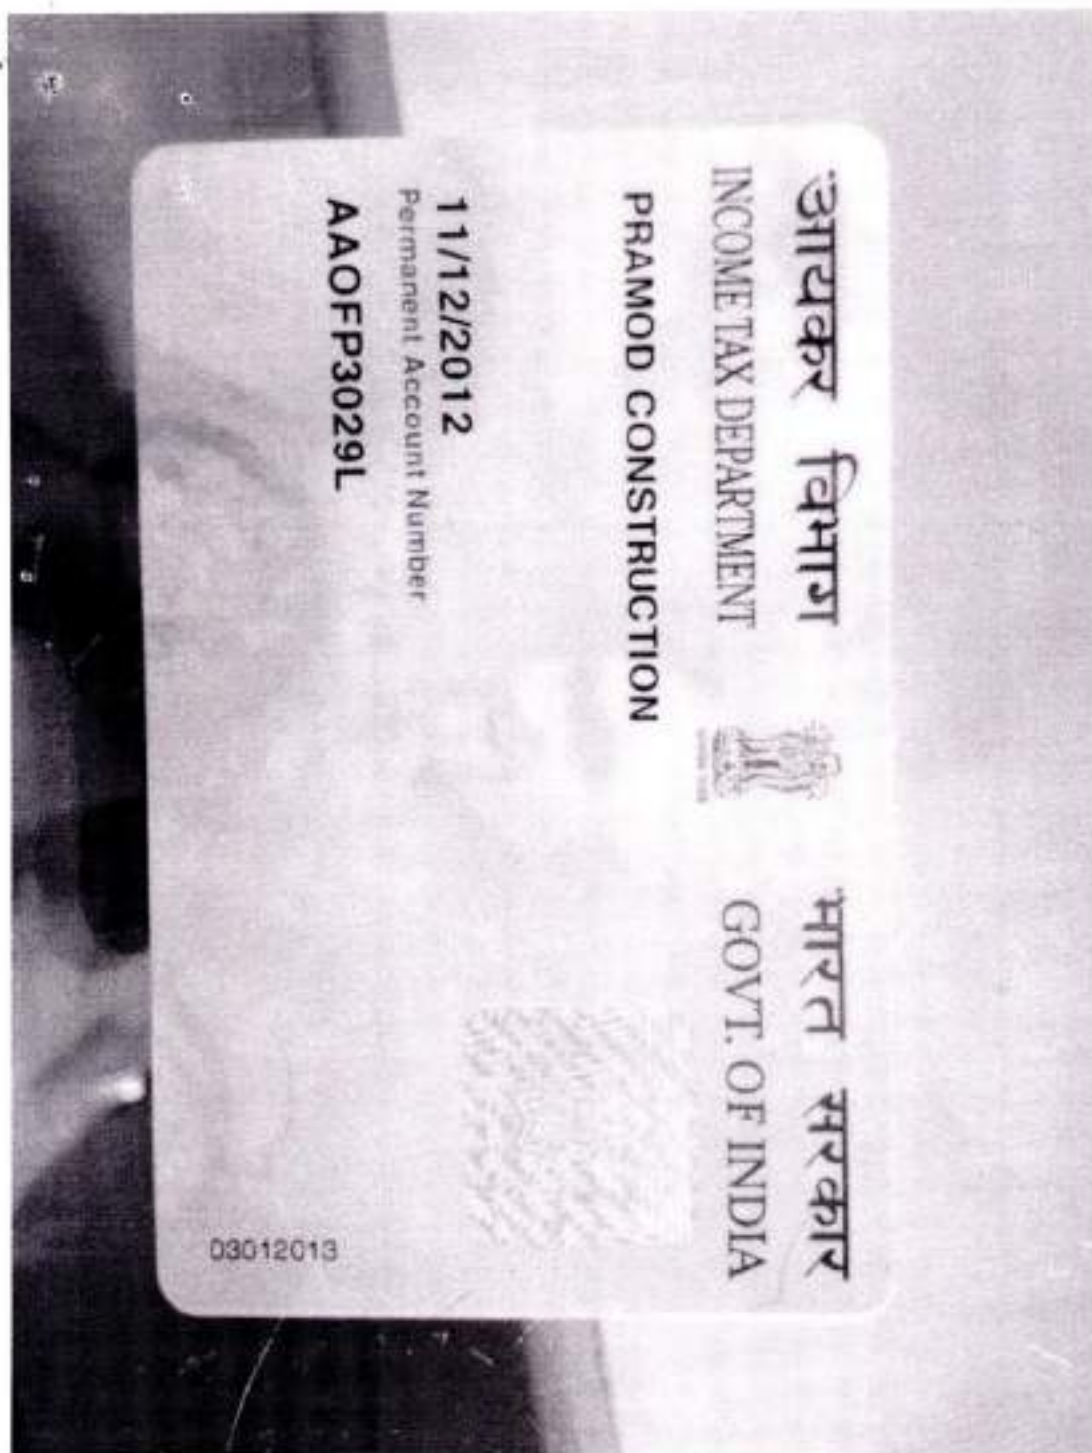 आयकर विभाग
INCOME TAX DEPARTMENT
भारत सरकार
GOVT. OF INDIA
PRAMOD CONSTRUCTION
11/12/2012
Permanent Account Number
AAOFP3029L
03012013